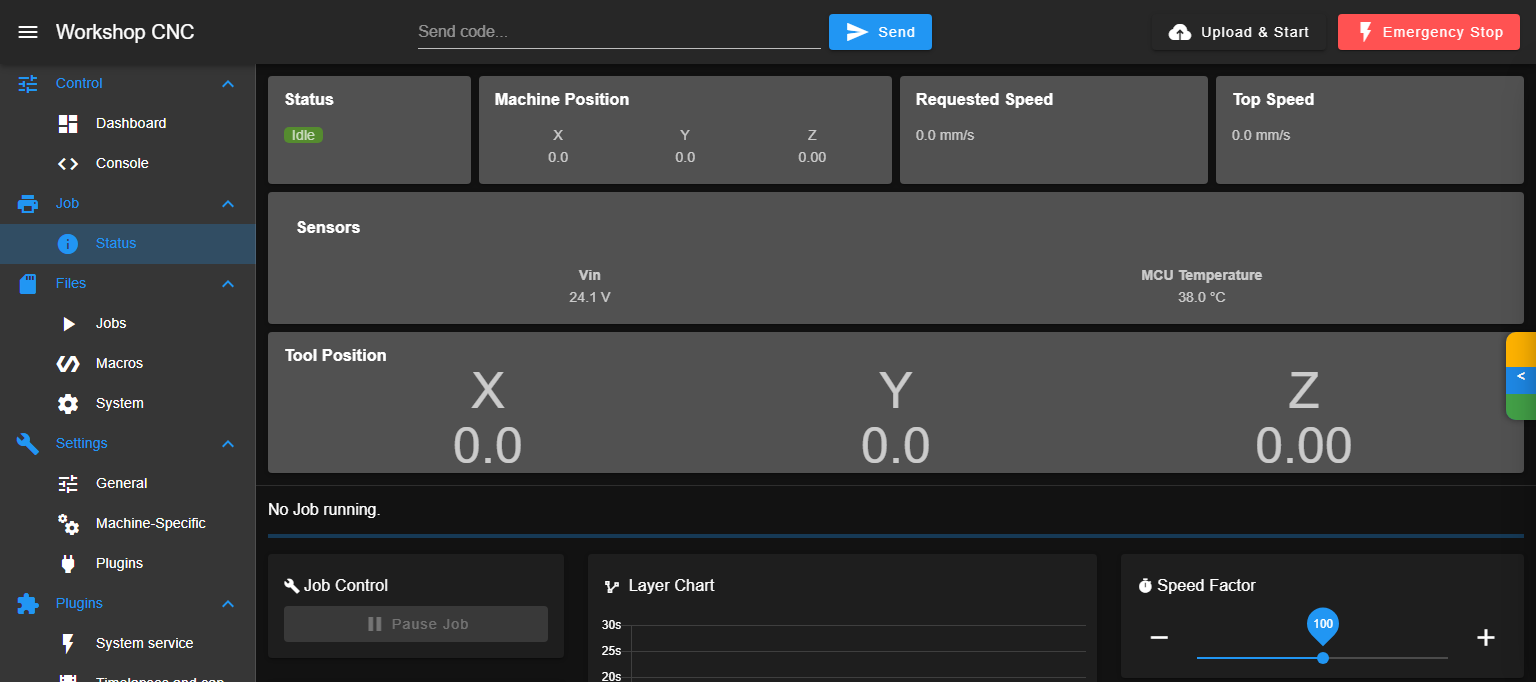 Workshop CNC
Send code...
Send
Upload & Start
Emergency Stop
Control
Dashboard
Console
Job
Status
Files
Jobs
Macros
System
Settings
General
Machine-Specific
Plugins
Plugins
System service
Status
Idle
Machine Position
X Y Z
0.0 0.0 0.00
Requested Speed
0.0 mm/s
Top Speed
0.0 mm/s
Sensors
Vin MCU Temperature
24.1 V 38.0 °C
Tool Position
X Y Z
0.0 0.0 0.00
<
No Job running.
Job Control
Pause Job
Layer Chart
30s
25s
20s
Speed Factor
100